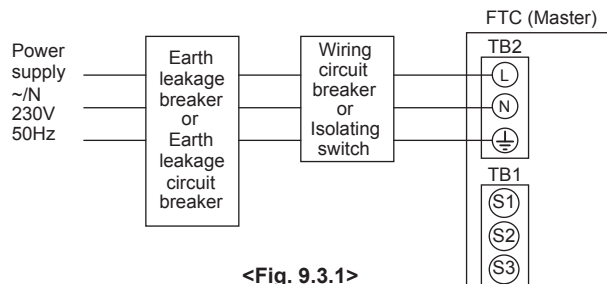 FTC (Master)
Power
supply
~/N
230V
50Hz
Earth
leakage
breaker
or
Earth
leakage
circuit
breaker
Wiring
circuit
breaker
or
Isolating
switch
TB2
L
N
TB1
S1
S2
S3
<Fig. 9.3.1>